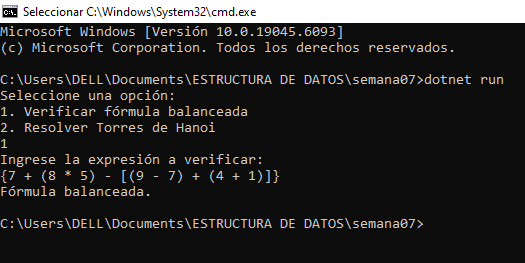 Seleccionar C:\Windows\System32\cmd.exe
Microsoft Windows [Versión 10.0.19045.6093]
(c) Microsoft Corporation. Todos los derechos reservados.
C:\Users\DELL\Documents\ESTRUCTURA DE DATOS\semana07>dotnet run
Seleccione una opción:
1. Verificar fórmula balanceada
2. Resolver Torres de Hanoi
1
Ingrese la expresión a verificar:
{7 + (8 * 5) - [(9 - 7) + (4 + 1)]}
Fórmula balanceada.
C:\Users\DELL\Documents\ESTRUCTURA DE DATOS\semana07>